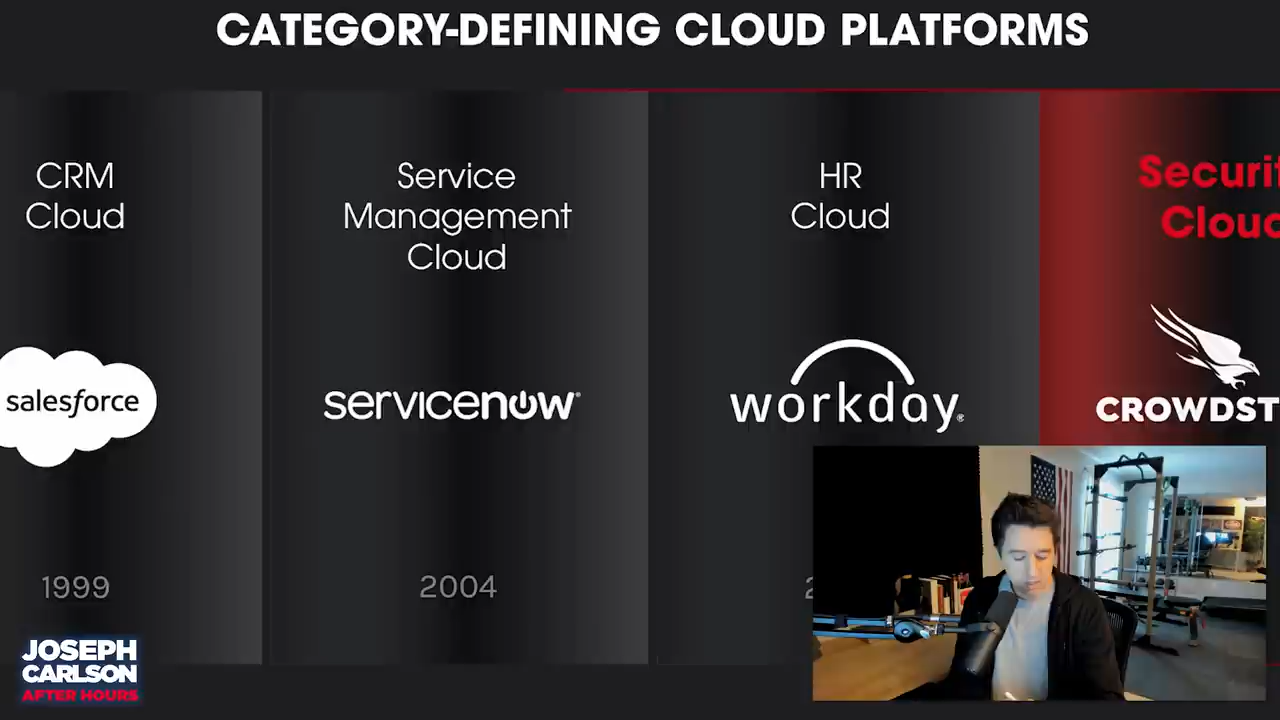 CATEGORY-DEFINING CLOUD PLATFORMS
CRM
Cloud
salesforce
1999
Service
Management
Cloud
servicenow
2004
HR
Cloud
workday
JOSEPH
CARLSON
AFTER HOURS